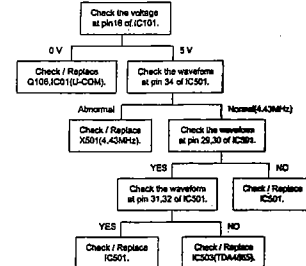 Check the voltage
at pin16 of IC101.
0 V
5 V
Check / Replace
Q106,IC01(U-COM).
Check the waveform
at pin 34 of IC501.
Abnormal
Normal(4.43MHz)
Check / Replace
X501(4.43MHz).
Check the waveform
at pin 29,30 of
YES
NO
Check the waveform
at pin 31,32 of IC501.
Check / Replace
IC501.
YES
NO
Check / Replace
IC501.
Check / Replace